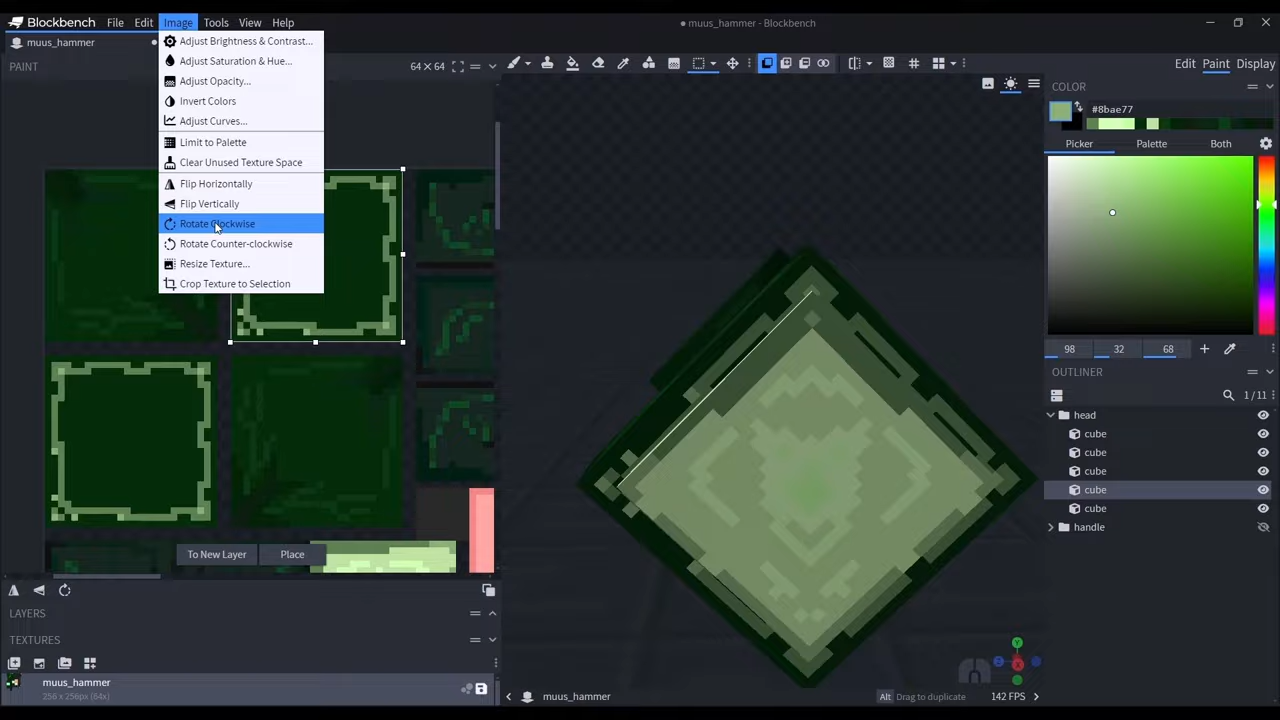 Blockbench File Edit Image Tools View Help
muus_hammer - Blockbench
muus_hammer
PAINT
64 × 64
Adjust Brightness & Contrast...
Adjust Saturation & Hue...
Adjust Opacity...
Invert Colors
Adjust Curves...
Limit to Palette
Clear Unused Texture Space
Flip Horizontally
Flip Vertically
Rotate Clockwise
Rotate Counter-clockwise
Resize Texture...
Crop Texture to Selection
To New Layer
Place
LAYERS
TEXTURES
muus_hammer
256 x 256px (64x)
muus_hammer
Alt Drag to duplicate
142 FPS
Y
Z
X
Edit Paint Display
COLOR
#8bae77
Picker Palette Both
98 32 68
OUTLINER
1 / 11
head
cube
cube
cube
cube
cube
handle